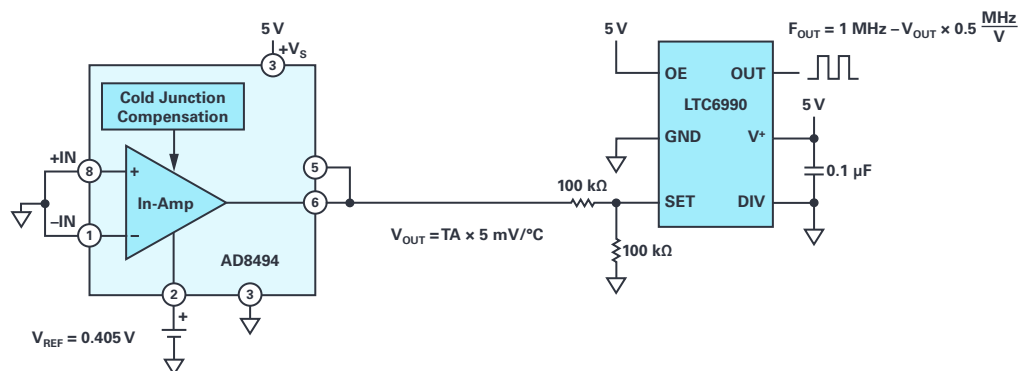 5 V
+VS
3
Cold Junction
Compensation
+IN
8
+
In-Amp
–IN
1
–
5
6
AD8494
2
3
+
VREF = 0.405 V
VOUT = TA × 5 mV/°C
100 kΩ
100 kΩ
5 V
OE
OUT
LTC6990
GND
V+
SET
DIV
FOUT = 1 MHz – VOUT × 0.5 MHz/V
5 V
0.1 µF